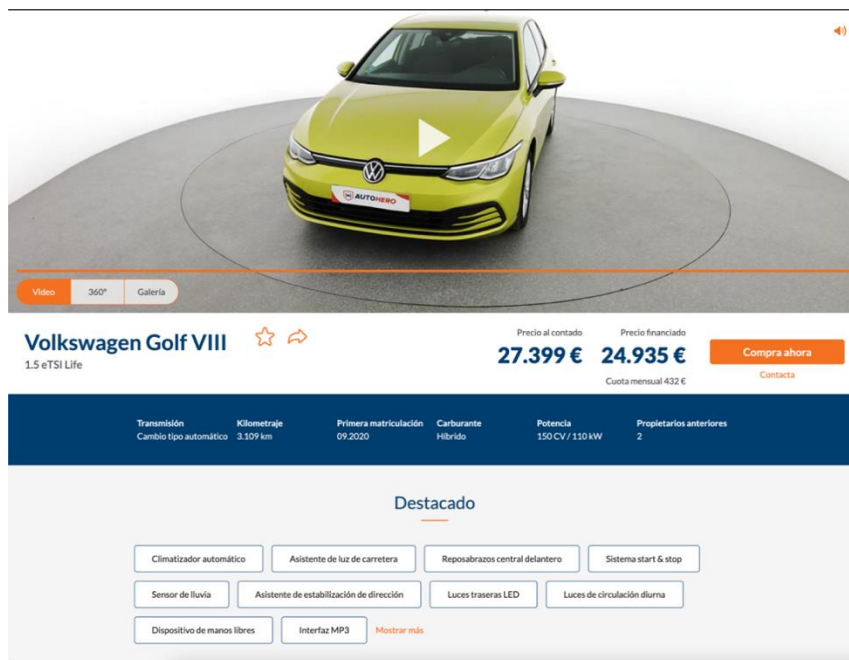 AUTOHERO
Video 360° Galería
Volkswagen Golf VIII
1.5 eTSI Life
Precio al contado Precio financiado
27.399 € 24.935 €
Cuota mensual 432 €
Compra ahora
Contacta
Transmisión Kilometraje Primera matriculación Carburante Potencia Propietarios anteriores
Cambio tipo automático 3.109 km 09.2020 Híbrido 150 CV / 110 kW 2
Destacado
Climatizador automático Asistente de luz de carretera Reposabrazos central delantero Sistema start & stop
Sensor de lluvia Asistente de estabilización de dirección Luces traseras LED Luces de circulación diurna
Dispositivo de manos libres Interfaz MP3 Mostrar más